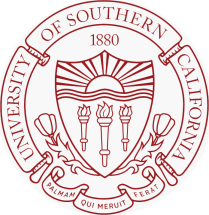 UNIVERSITY
OF SOUTHERN
CALIFORNIA
1880
PALMAM
QUI MERUIT
FERAT